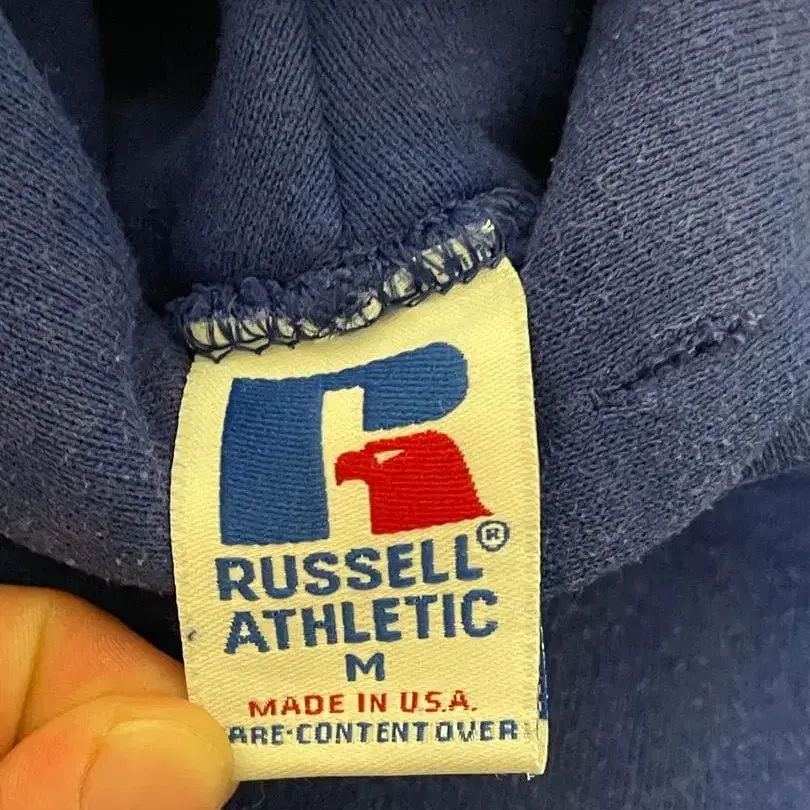 RUSSELL®
ATHLETIC
M
MADE IN U.S.A.
ARE-CONTENT OVER